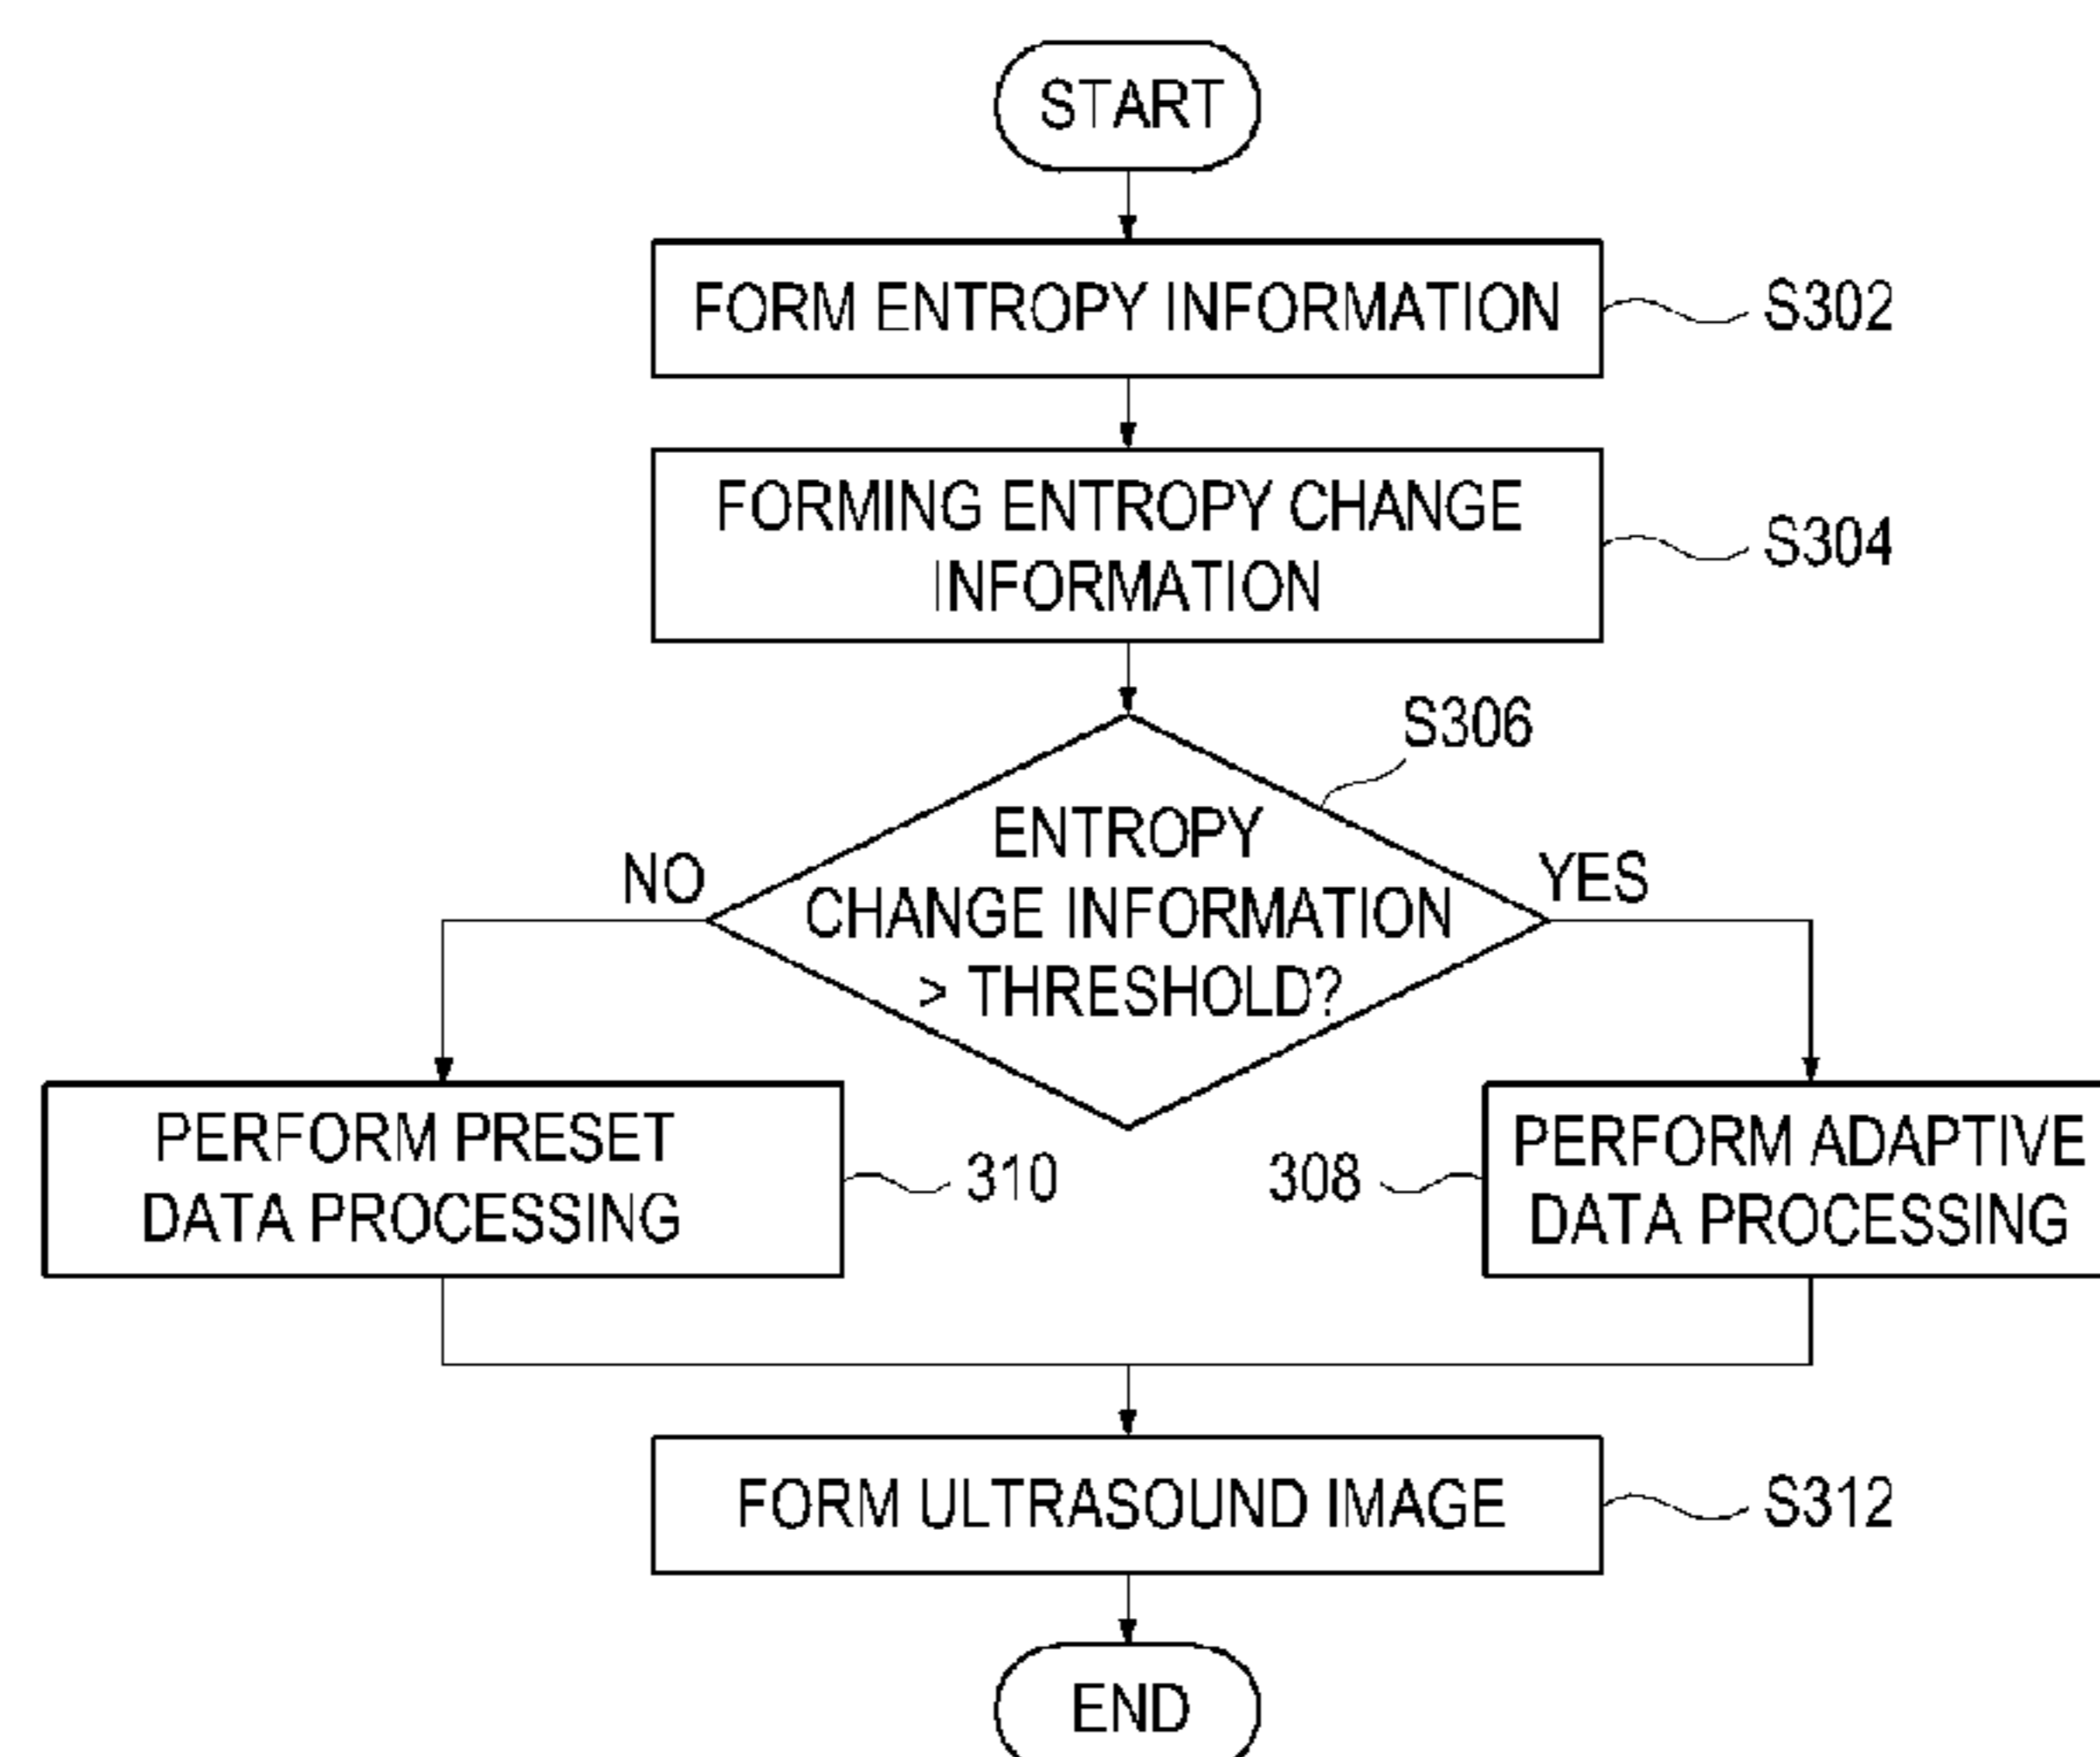 START
FORM ENTROPY INFORMATION
S302
FORMING ENTROPY CHANGE
INFORMATION
S304
S306
ENTROPY
CHANGE INFORMATION
> THRESHOLD?
NO
YES
PERFORM PRESET
DATA PROCESSING
310
308
PERFORM ADAPTIVE
DATA PROCESSING
FORM ULTRASOUND IMAGE
S312
END